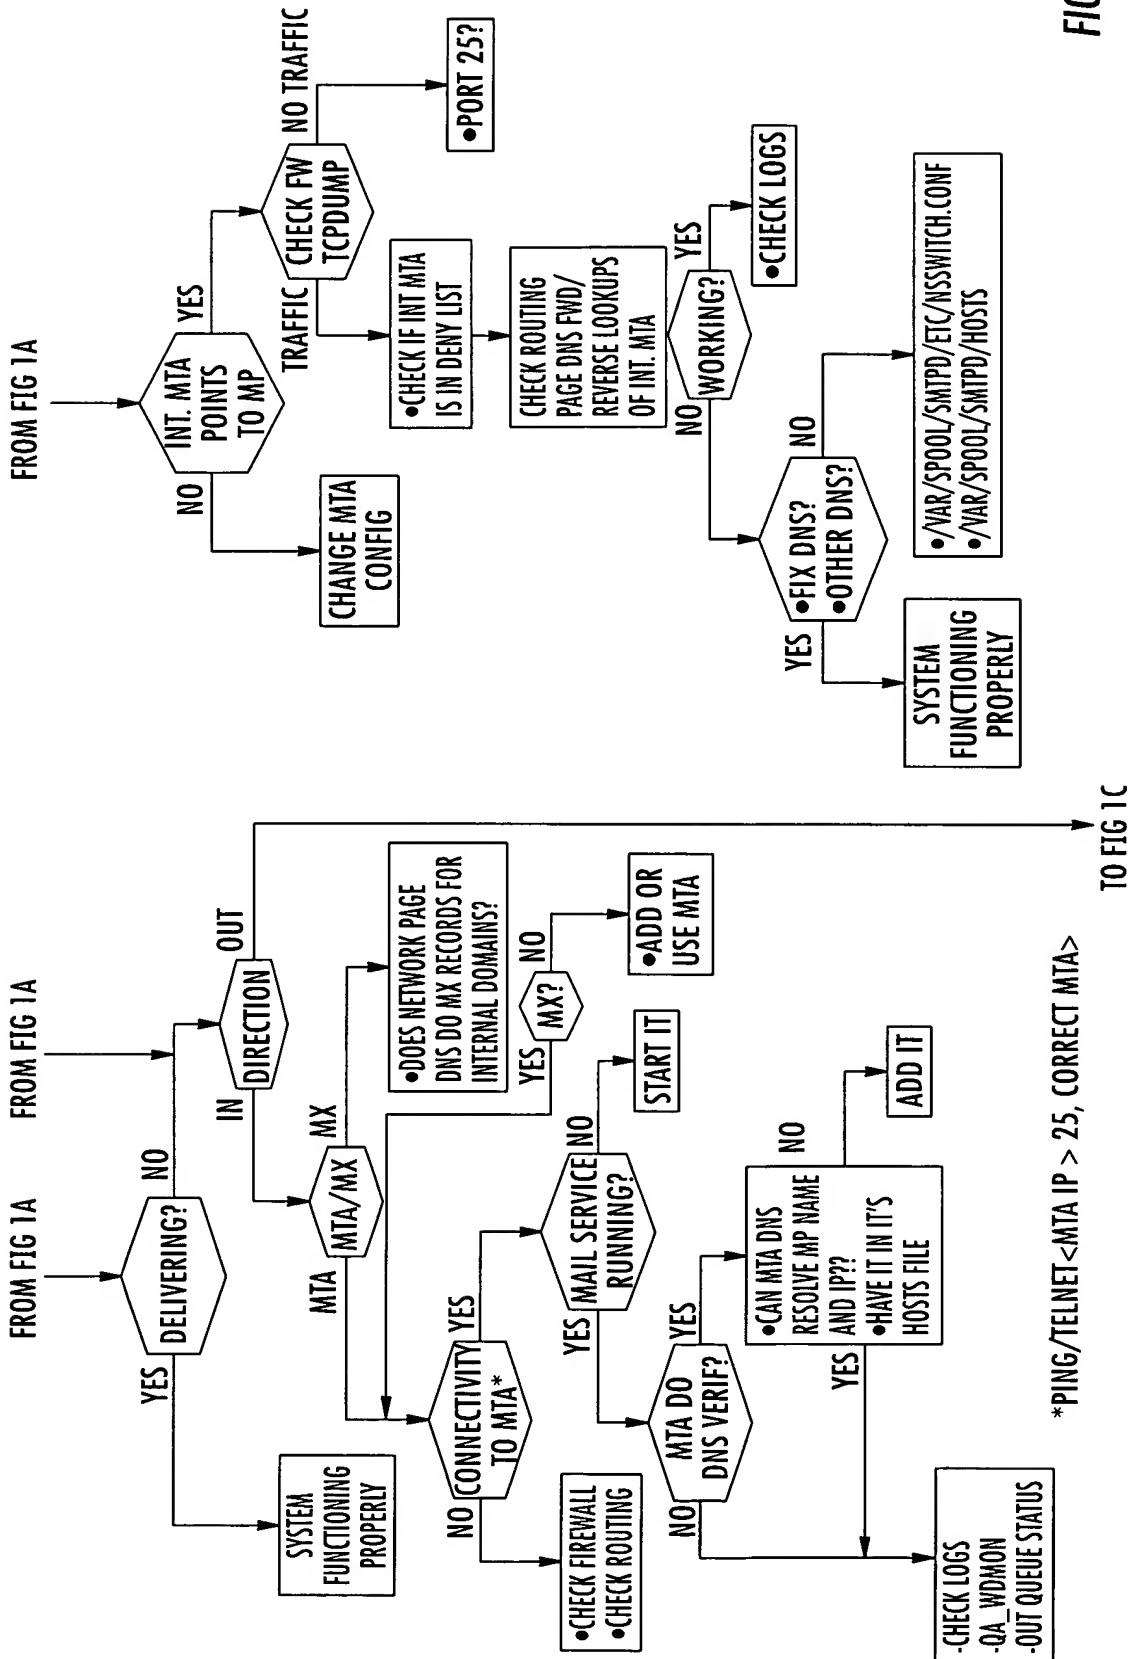 FROM FIG 1A
FROM FIG 1A
DELIVERING?
YES
NO
SYSTEM
FUNCTIONING
PROPERLY
DIRECTION
IN
OUT
MTA/MX
MTA
MX
•DOES NETWORK PAGE
DNS DO MX RECORDS FOR
INTERNAL DOMAINS?
MX?
YES
NO
•ADD OR
USE MTA
CONNECTIVITY
TO MTA*
NO
YES
•CHECK FIREWALL
•CHECK ROUTING
MAIL SERVICE
RUNNING?
YES
NO
START IT
MTA DO
DNS VERIF?
NO
YES
•CAN MTA DNS
RESOLVE MP NAME
AND IP??
•HAVE IT IN IT'S
HOSTS FILE
YES
NO
ADD IT
-CHECK LOGS
-QA_WDMON
-OUT QUEUE STATUS
*PING/TELNET<MTA IP > 25, CORRECT MTA>
TO FIG 1C
FROM FIG 1A
INT. MTA
POINTS
TO MP
NO
YES
CHANGE MTA
CONFIG
CHECK FW
TCPDUMP
TRAFFIC
NO TRAFFIC
•PORT 25?
•CHECK IF INT MTA
IS IN DENY LIST
CHECK ROUTING
PAGE DNS FWD/
REVERSE LOOKUPS
OF INT. MTA
WORKING?
NO
YES
•CHECK LOGS
•FIX DNS?
•OTHER DNS?
YES
NO
SYSTEM
FUNCTIONING
PROPERLY
•/VAR/SPOOL/SMTPD/ETC/NSSWITCH.CONF
•/VAR/SPOOL/SMTPD/HOSTS